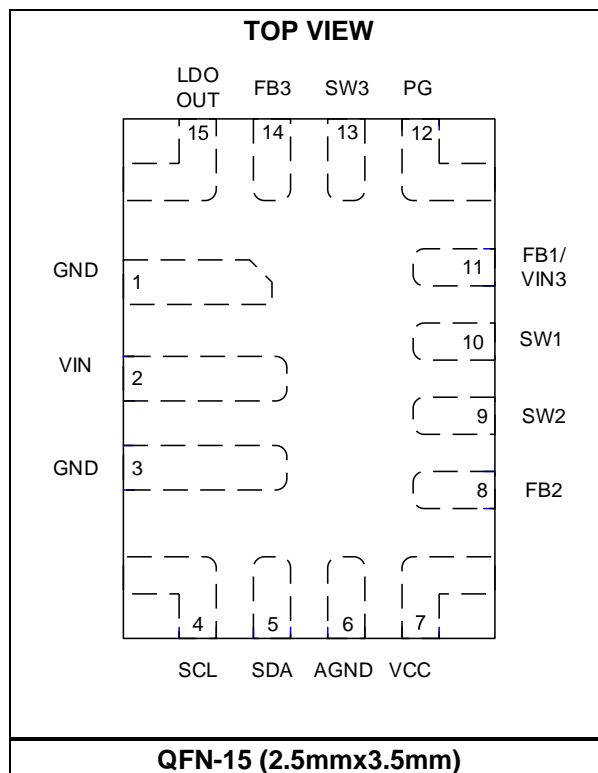 TOP VIEW
LDO
OUT
FB3
SW3
PG
15
14
13
12
GND
1
11
FB1/
VIN3
10
SW1
VIN
2
9
SW2
GND
3
8
FB2
4
5
6
7
SCL
SDA
AGND
VCC
QFN-15 (2.5mmx3.5mm)